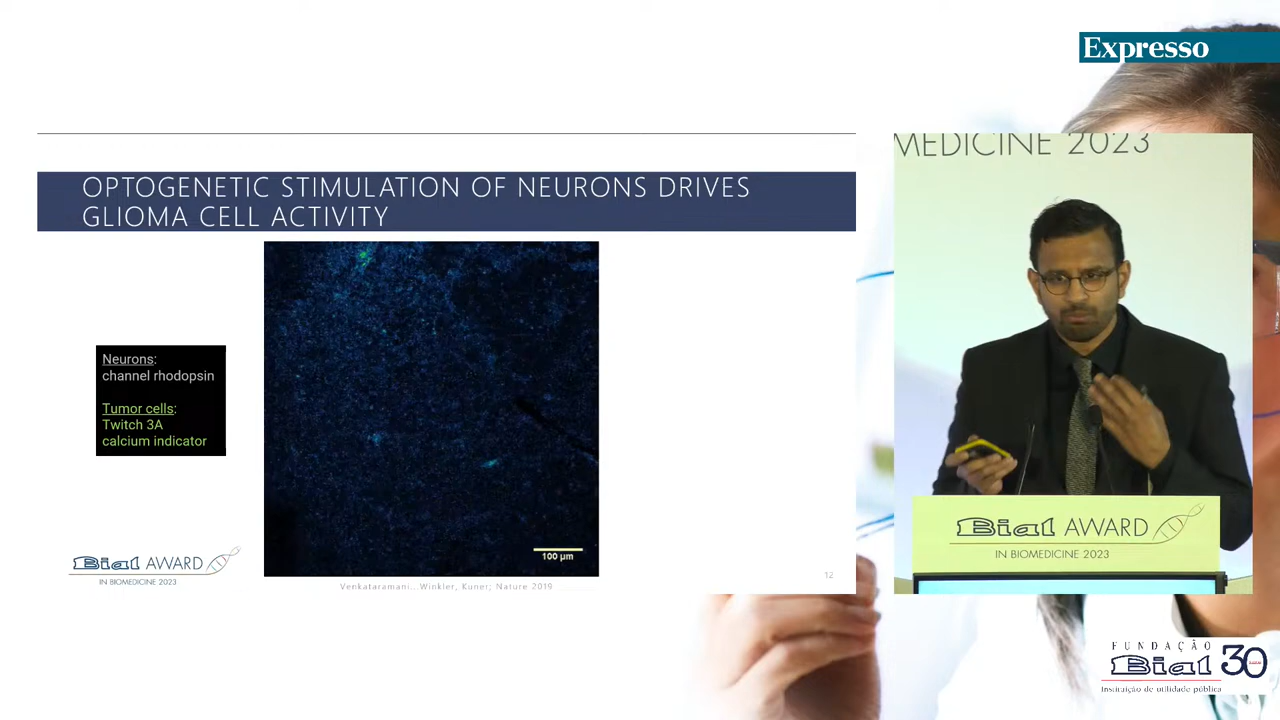 Expresso
MEDICINE 2023
OPTOGENETIC STIMULATION OF NEURONS DRIVES
GLIOMA CELL ACTIVITY
Neurons:
channel rhodopsin
Tumor cells:
Twitch 3A
calcium indicator
100 µm
Bial AWARD
IN BIOMEDICINE 2023
Venkataramani...Winkler, Kuner; Nature 2019
12
Bial AWARD
IN BIOMEDICINE 2023
FUNDAÇÃO
Bial 30
Instituição de utilidade pública